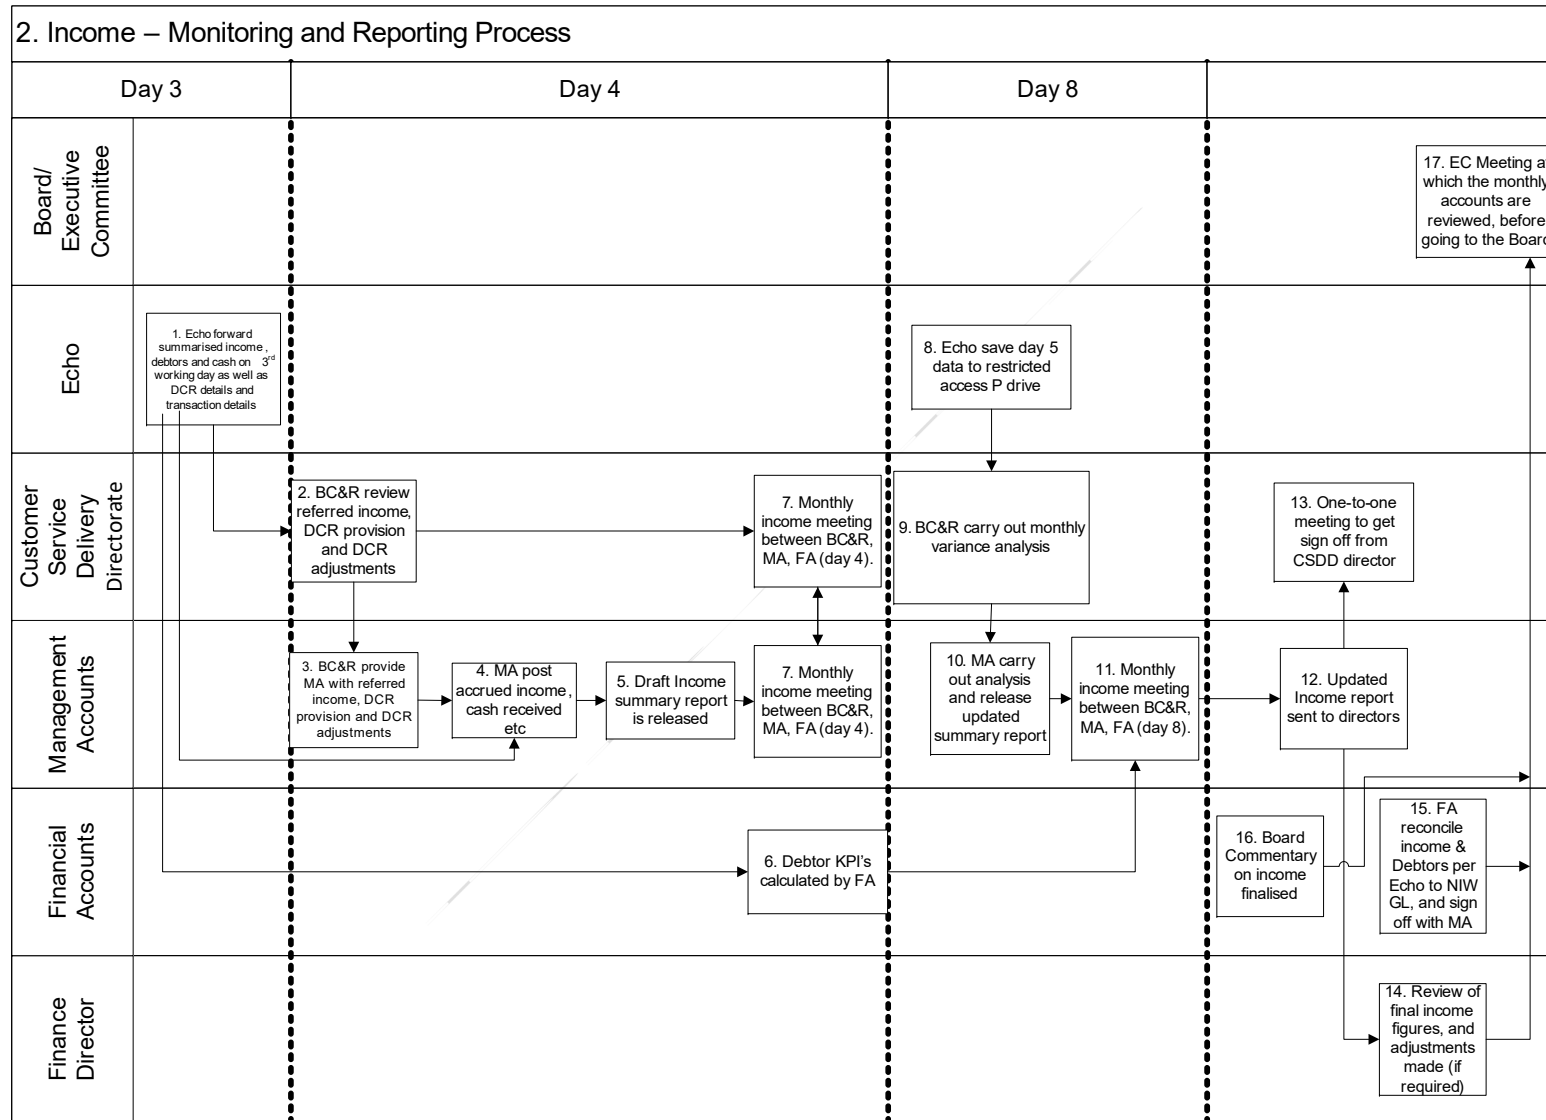 2. Income – Monitoring and Reporting Process
Day 3
Day 4
Day 8
Board/
Executive
Committee
17. EC Meeting at
which the monthly
accounts are
reviewed, before
going to the Board
Echo
1. Echo forward
summarised income,
debtors and cash on 3rd
working day as well as
DCR details and
transaction details
8. Echo save day 5
data to restricted
access P drive
Customer
Service
Delivery
Directorate
2. BC&R review
referred income,
DCR provision
and DCR
adjustments
7. Monthly
income meeting
between BC&R,
MA, FA (day 4).
9. BC&R carry out monthly
variance analysis
13. One-to-one
meeting to get
sign off from
CSDD director
Management
Accounts
3. BC&R provide
MA with referred
income, DCR
provision and DCR
adjustments
4. MA post
accrued income,
cash received
etc
5. Draft Income
summary report
is released
7. Monthly
income meeting
between BC&R,
MA, FA (day 4).
10. MA carry
out analysis
and release
updated
summary report
11. Monthly
income meeting
between BC&R,
MA, FA (day 8).
12. Updated
Income report
sent to directors
Financial
Accounts
6. Debtor KPI's
calculated by FA
16. Board
Commentary
on income
finalised
15. FA
reconcile
income &
Debtors per
Echo to NIW
GL, and sign
off with MA
Finance
Director
14. Review of
final income
figures, and
adjustments
made (if
required)